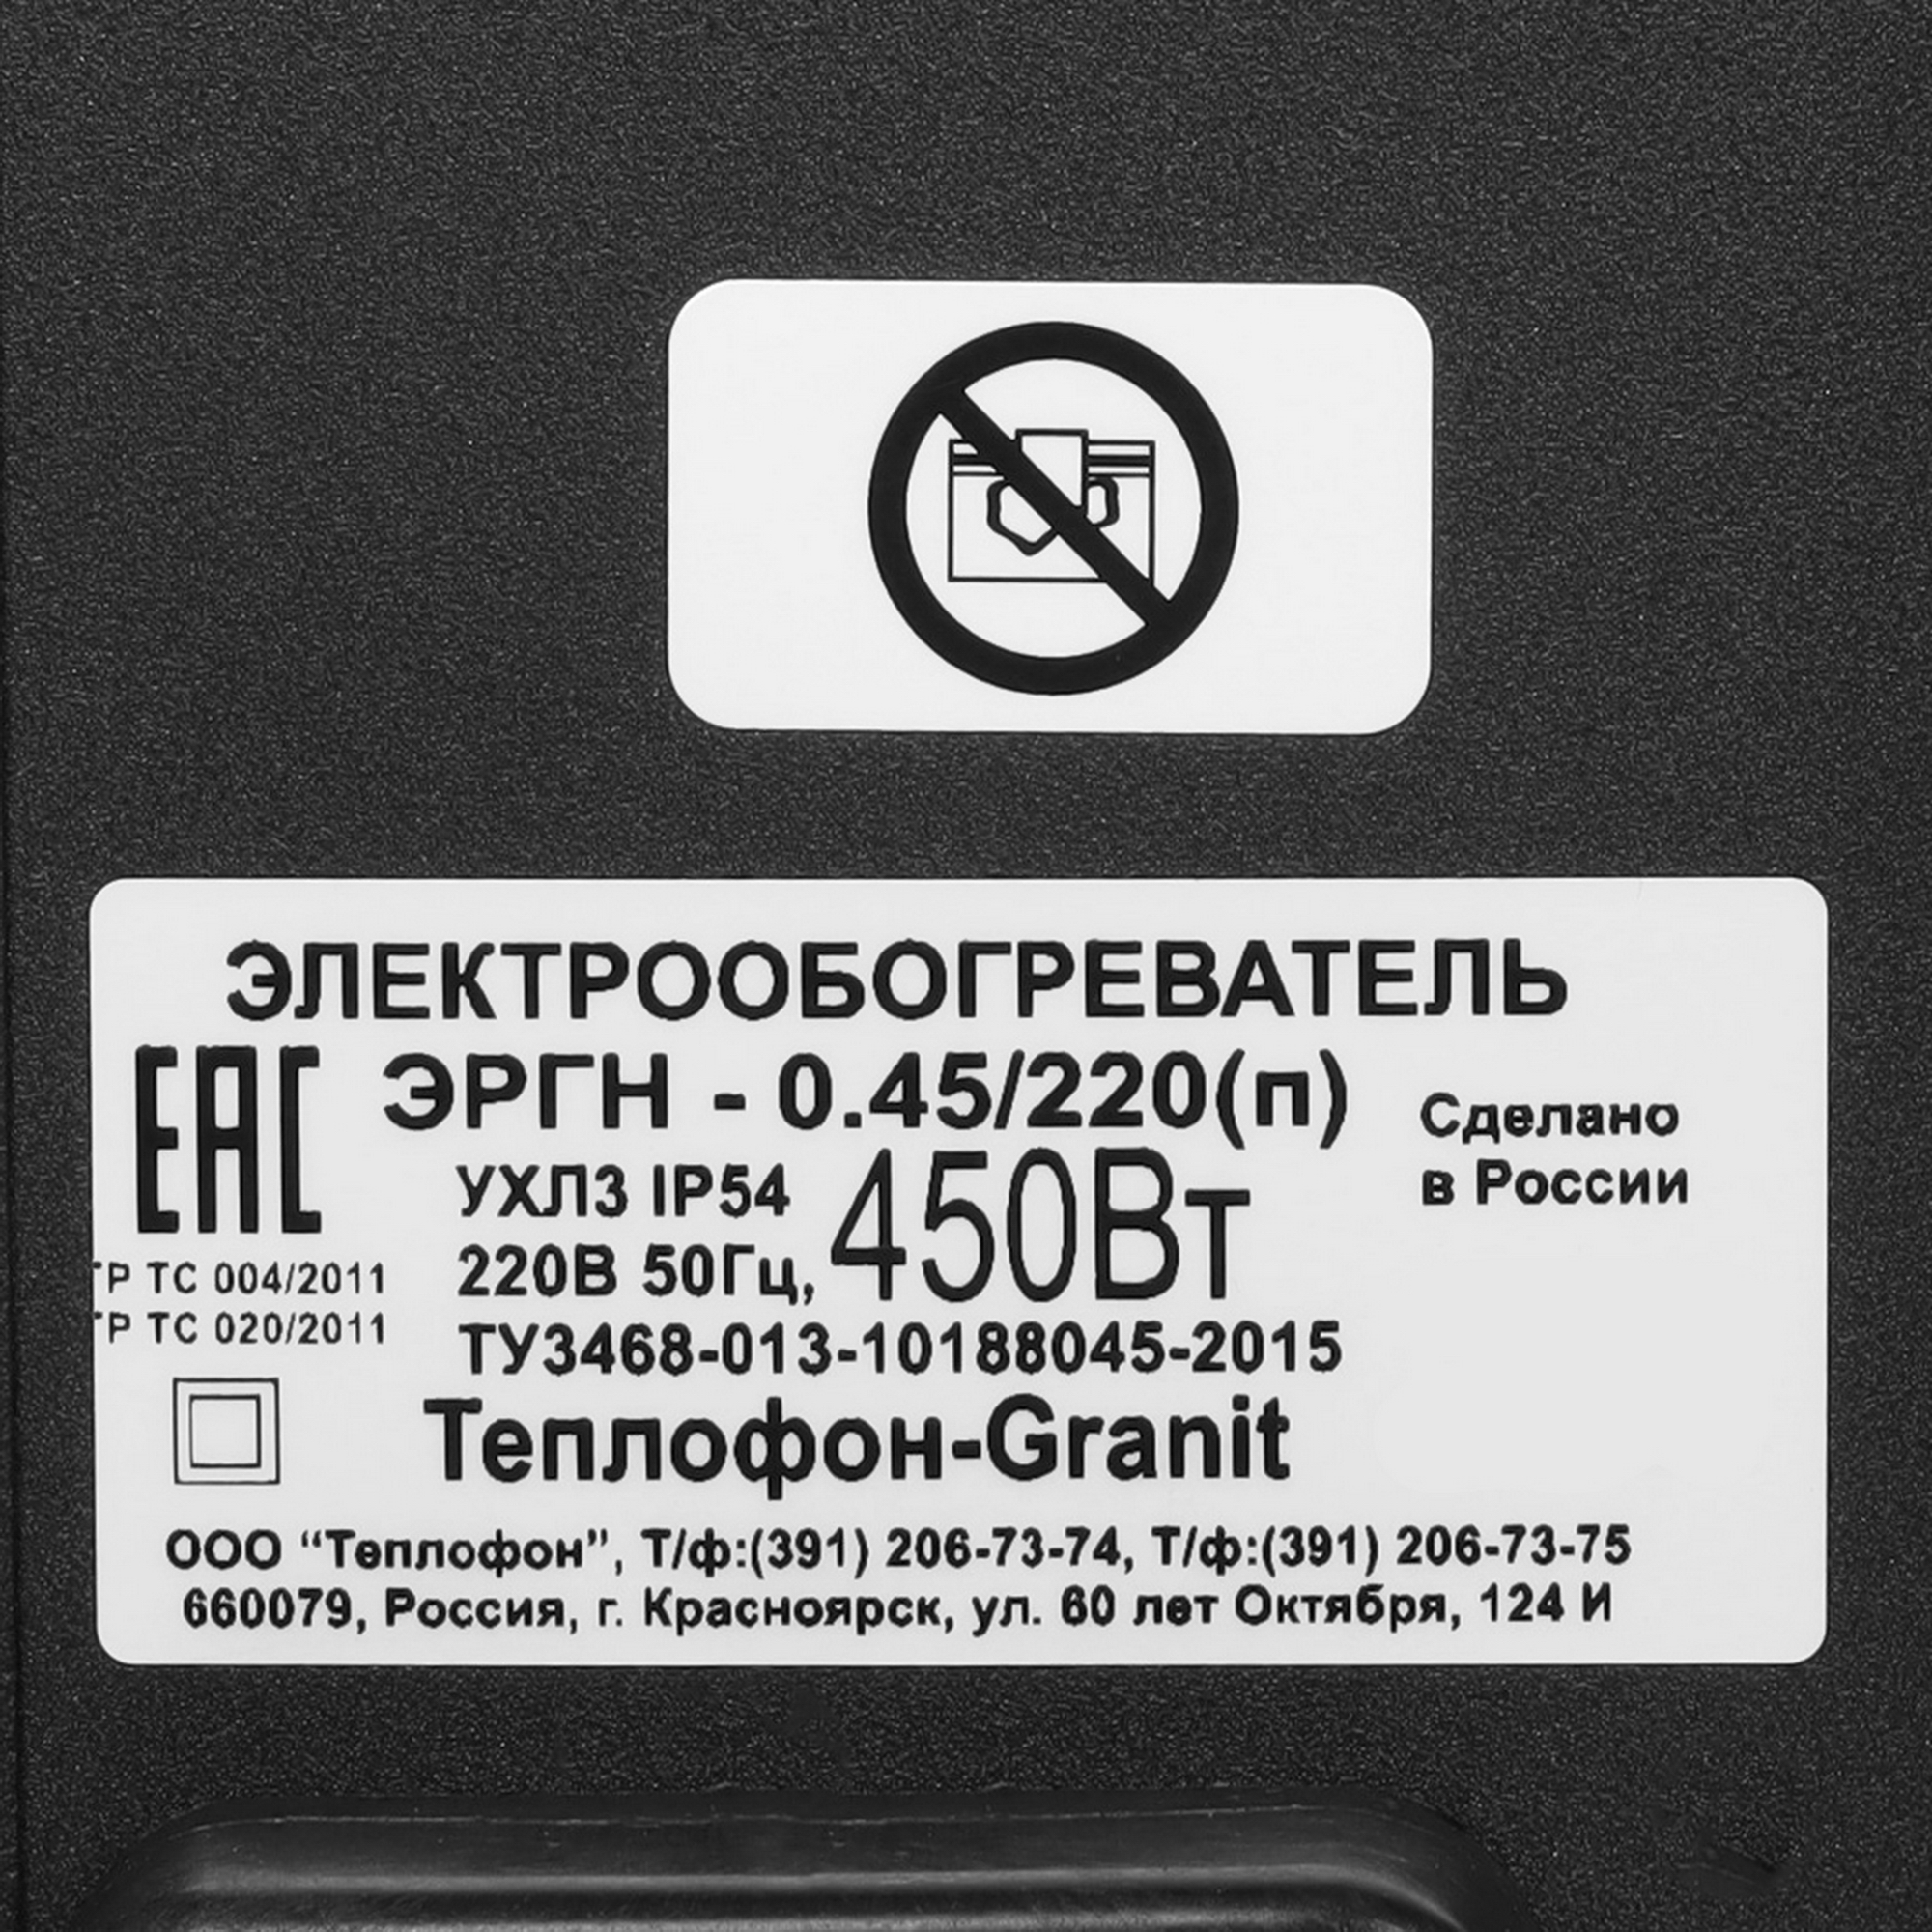 ЭЛЕКТРООБОГРЕВАТЕЛЬ
EAC
ЭРГН - 0.45/220(п)
Сделано
в России
УХЛ3 IP54
450Вт
220В 50Гц,
ТР ТС 004/2011
ТР ТС 020/2011
ТУ3468-013-10188045-2015
Теплофон-Granit
ООО “Теплофон”, Т/ф:(391) 206-73-74, Т/ф:(391) 206-73-75
660079, Россия, г. Красноярск, ул. 60 лет Октября, 124 И